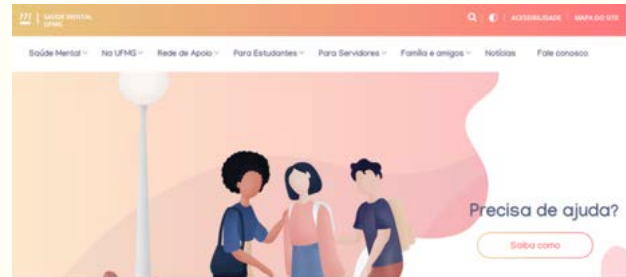 SAÚDE MENTAL
UFMG
ACESSIBILIDADE
MAPA DO SITE
Saúde Mental
Na UFMG
Rede de Apoio
Para Estudantes
Para Servidores
Família e amigos
Notícias
Fale conosco
Precisa de ajuda?
Saiba como